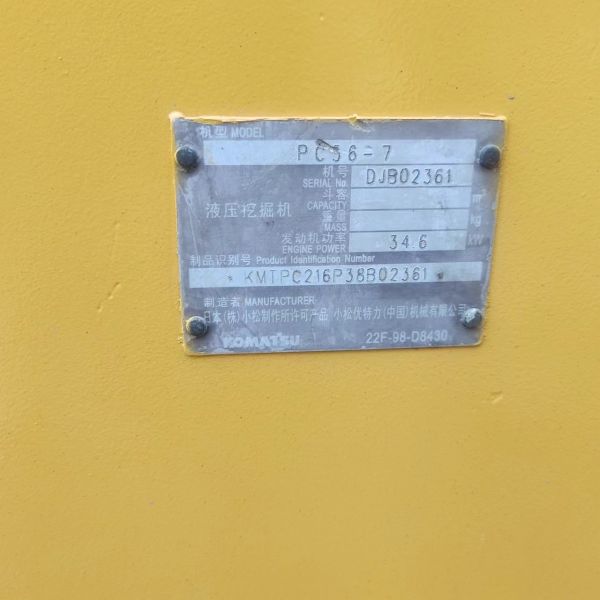 机型 MODEL
PC56-7
机号
SERIAL No. DJB02361
斗容
CAPACITY m³
液压挖掘机
重量
MASS kg
发动机功率
ENGINE POWER 34.6 kW
制品识别号 Product Identification Number
*KMTPC216P38B02361*
制造者 MANUFACTURER
日本(株)小松制作所许可产品 小松优特力(中国)机械有限公司
KOMATSU 22F-98-D8430